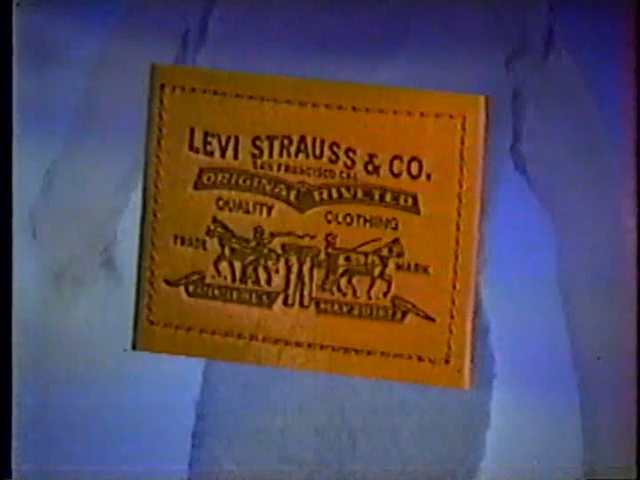 LEVI STRAUSS & CO.
SAN FRANCISCO CAL.
ORIGINAL RIVETED
QUALITY CLOTHING
TRADE MARK